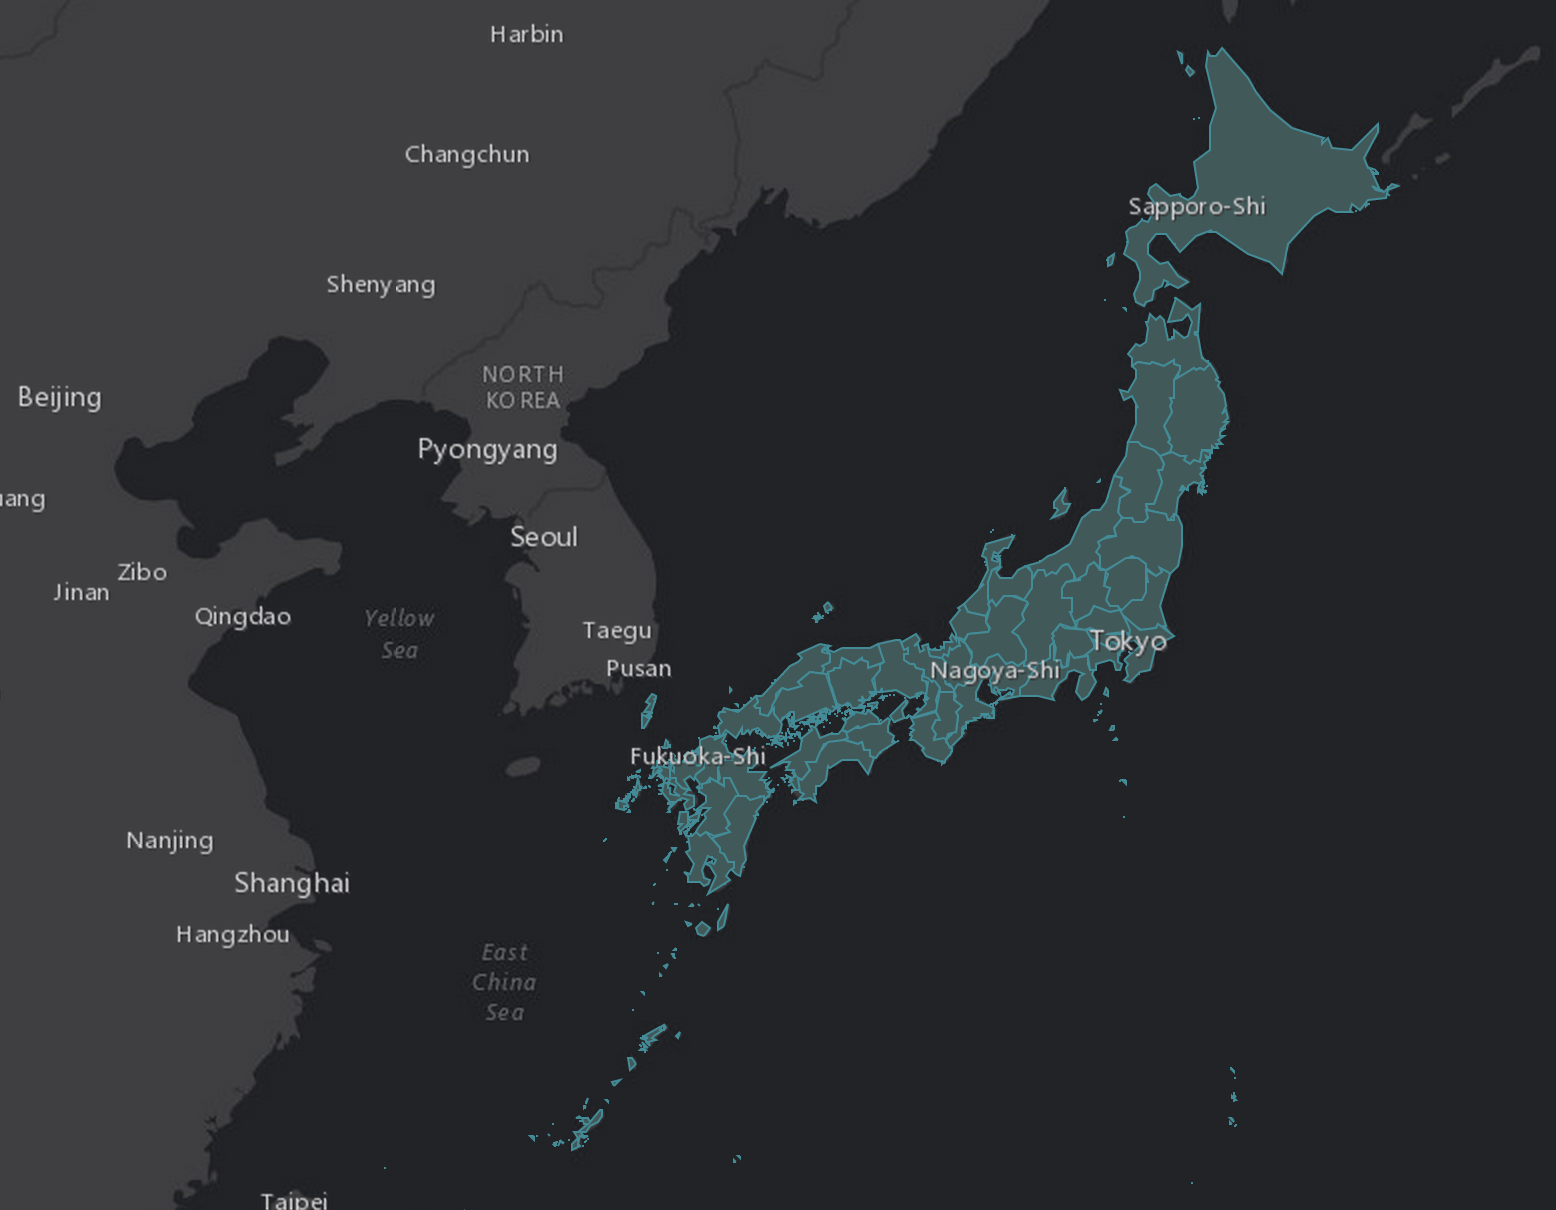 Harbin
Changchun
Sapporo-Shi
Shenyang
NORTH
KOREA
Beijing
Pyongyang
uang
Seoul
Zibo
Jinan
Qingdao
Yellow
Sea
Taegu
Tokyo
Pusan
Nagoya-Shi
Fukuoka-Shi
Nanjing
Shanghai
Hangzhou
East
China
Sea
Taipei